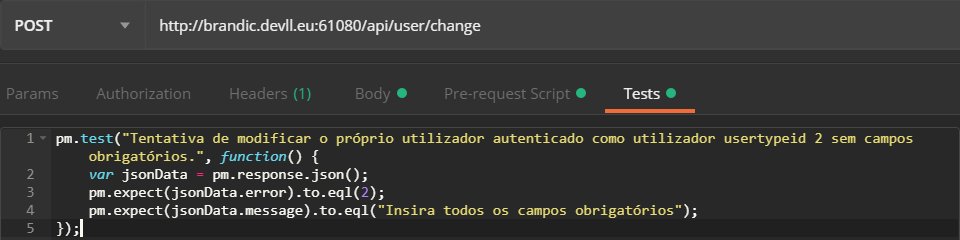 POST http://brandic.devll.eu:61080/api/user/change
Params Authorization Headers (1) Body Pre-request Script Tests
1 pm.test("Tentativa de modificar o próprio utilizador autenticado como utilizador usertypeid 2 sem campos
obrigatórios.", function() {
2 var jsonData = pm.response.json();
3 pm.expect(jsonData.error).to.eql(2);
4 pm.expect(jsonData.message).to.eql("Insira todos os campos obrigatórios");
5 });